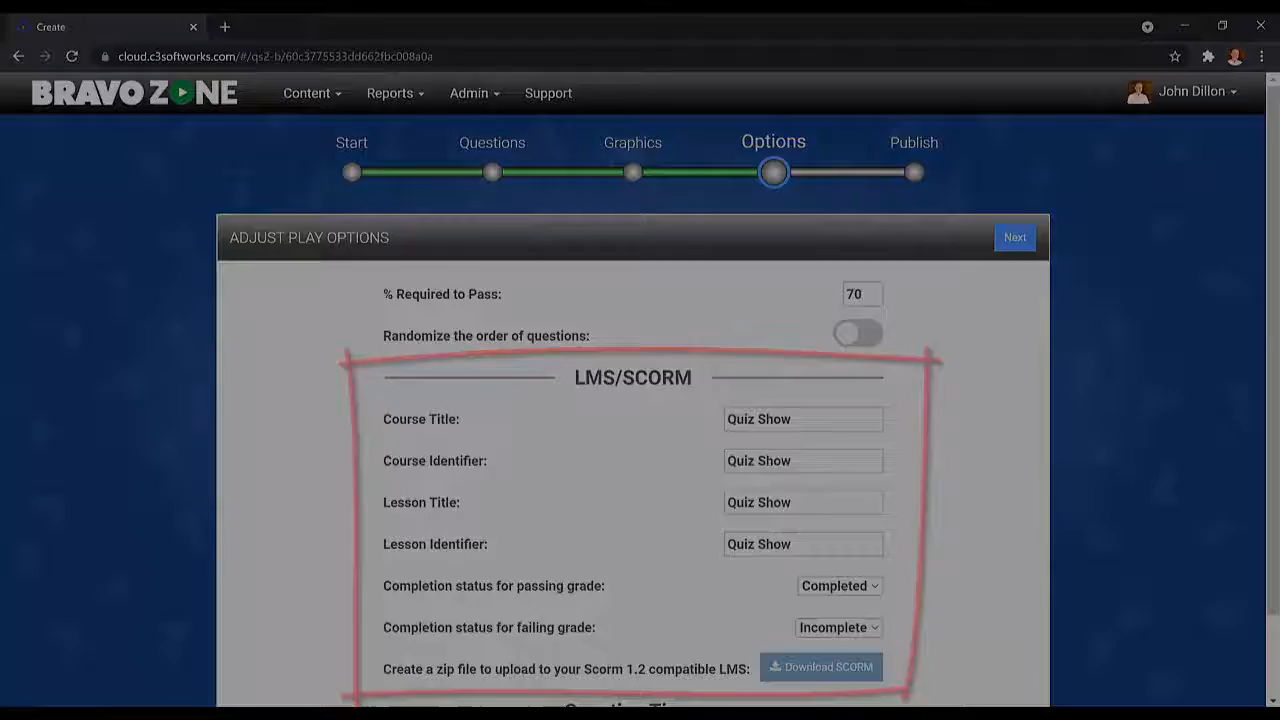 Create
cloud.c3softworks.com/#/qs2-b/60c3775533dd662fbc008a0a
BRAVO ZONE Content Reports Admin Support John Dillon
Start Questions Graphics Options Publish
ADJUST PLAY OPTIONS Next
% Required to Pass: 70
Randomize the order of questions:
LMS/SCORM
Course Title: Quiz Show
Course Identifier: Quiz Show
Lesson Title: Quiz Show
Lesson Identifier: Quiz Show
Completion status for passing grade: Completed
Completion status for failing grade: Incomplete
Create a zip file to upload to your Scorm 1.2 compatible LMS: Download SCORM